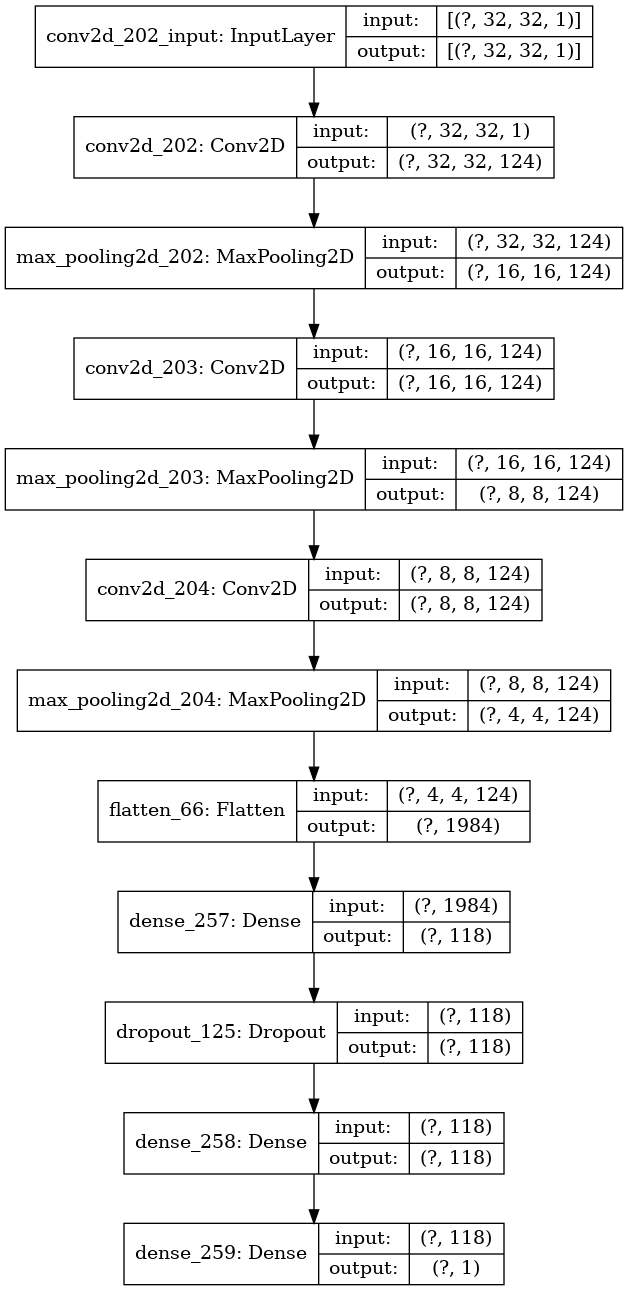 conv2d_202_input: InputLayer
input:
[(?, 32, 32, 1)]
output:
[(?, 32, 32, 1)]
conv2d_202: Conv2D
input:
(?, 32, 32, 1)
output:
(?, 32, 32, 124)
max_pooling2d_202: MaxPooling2D
input:
(?, 32, 32, 124)
output:
(?, 16, 16, 124)
conv2d_203: Conv2D
input:
(?, 16, 16, 124)
output:
(?, 16, 16, 124)
max_pooling2d_203: MaxPooling2D
input:
(?, 16, 16, 124)
output:
(?, 8, 8, 124)
conv2d_204: Conv2D
input:
(?, 8, 8, 124)
output:
(?, 8, 8, 124)
max_pooling2d_204: MaxPooling2D
input:
(?, 8, 8, 124)
output:
(?, 4, 4, 124)
flatten_66: Flatten
input:
(?, 4, 4, 124)
output:
(?, 1984)
dense_257: Dense
input:
(?, 1984)
output:
(?, 118)
dropout_125: Dropout
input:
(?, 118)
output:
(?, 118)
dense_258: Dense
input:
(?, 118)
output:
(?, 118)
dense_259: Dense
input:
(?, 118)
output:
(?, 1)